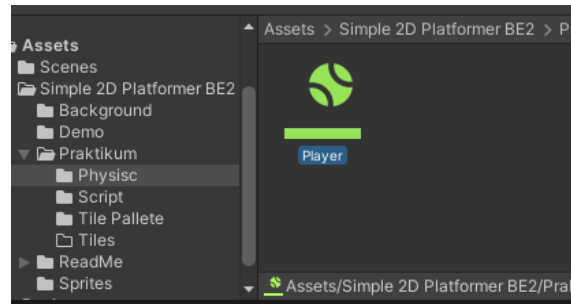 Assets
Scenes
Simple 2D Platformer BE2
Background
Demo
Praktikum
Physisc
Script
Tile Pallete
Tiles
ReadMe
Sprites
Assets > Simple 2D Platformer BE2 > P
Player
Assets/Simple 2D Platformer BE2/Pral